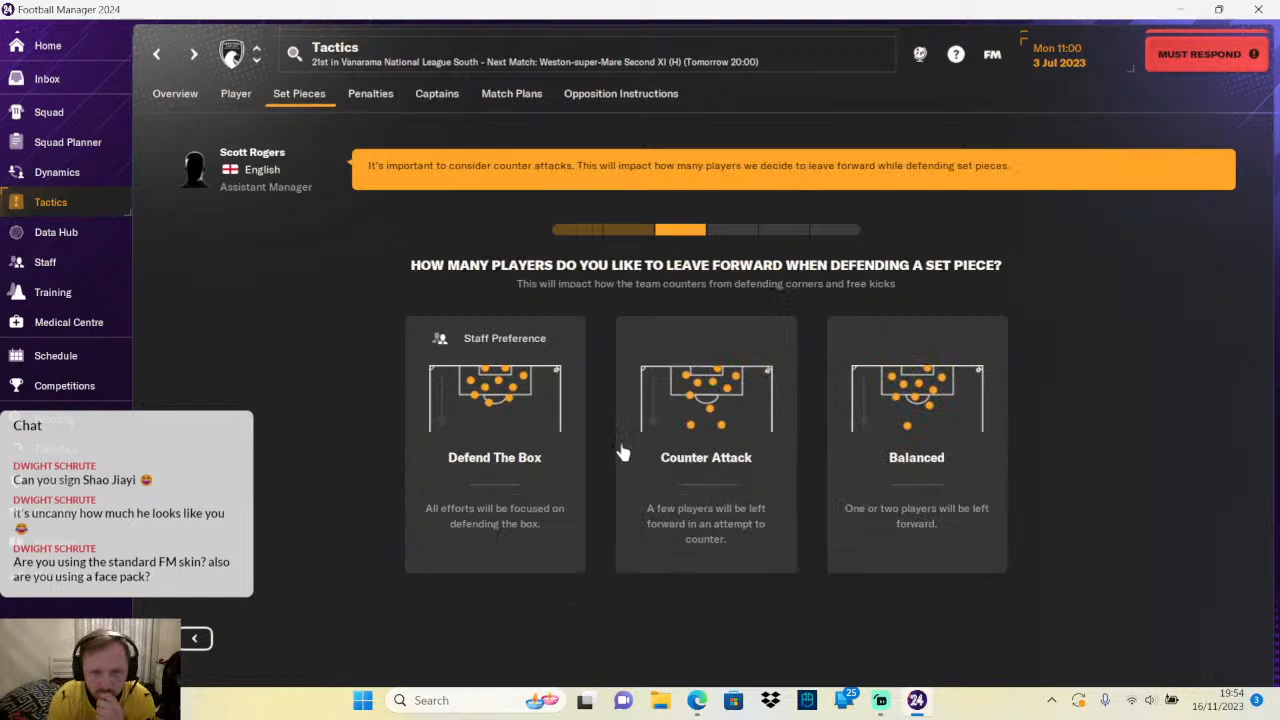 24 Football Manager 2024
Home
Inbox
Squad
Squad Planner
Dynamics
Tactics
Data Hub
Staff
Training
Medical Centre
Schedule
Competitions
Tactics
21st in Vanarama National League South - Next Match: Weston-super-Mare Second XI (H) (Tomorrow 20:00)
?
FM
Mon 11:00
3 Jul 2023
MUST RESPOND
Overview
Player
Set Pieces
Penalties
Captains
Match Plans
Opposition Instructions
Scott Rogers
English
Assistant Manager
It's important to consider counter attacks. This will impact how many players we decide to leave forward while defending set pieces.
HOW MANY PLAYERS DO YOU LIKE TO LEAVE FORWARD WHEN DEFENDING A SET PIECE?
This will impact how the team counters from defending corners and free kicks
Staff Preference
Defend The Box
All efforts will be focused on
defending the box.
Counter Attack
A few players will be left
forward in an attempt to
counter.
Balanced
One or two players will be left
forward.
Chat
DWIGHT SCHRUTE
Can you sign Shao Jiayi 😆
DWIGHT SCHRUTE
it's uncanny how much he looks like you
😂
DWIGHT SCHRUTE
Are you using the standard FM skin? also
are you using a face pack?
Search
25
24
19:54
16/11/2023
3